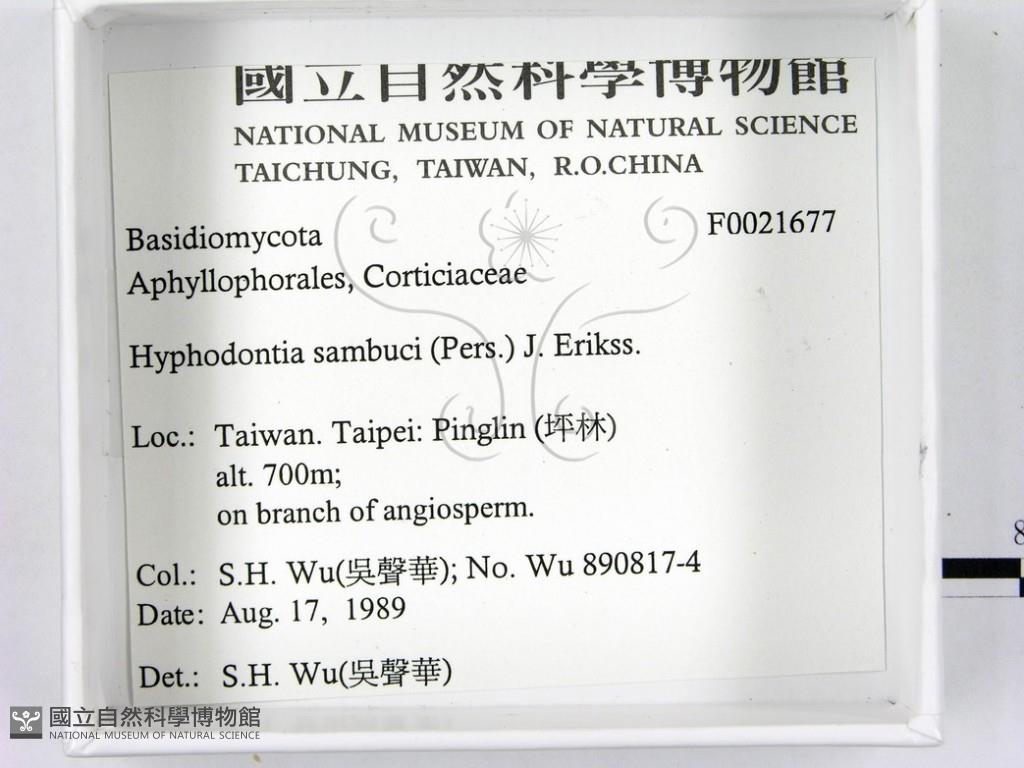 國立自然科學博物館
NATIONAL MUSEUM OF NATURAL SCIENCE
TAICHUNG, TAIWAN, R.O.CHINA
Basidiomycota F0021677
Aphyllophorales, Corticiaceae
Hyphodontia sambuci (Pers.) J. Erikss.
Loc.: Taiwan. Taipei: Pinglin (坪林)
alt. 700m;
on branch of angiosperm.
Col.: S.H. Wu(吳聲華); No. Wu 890817-4
Date: Aug. 17, 1989
Det.: S.H. Wu(吳聲華)
8
國立自然科學博物館
NATIONAL MUSEUM OF NATURAL SCIENCE